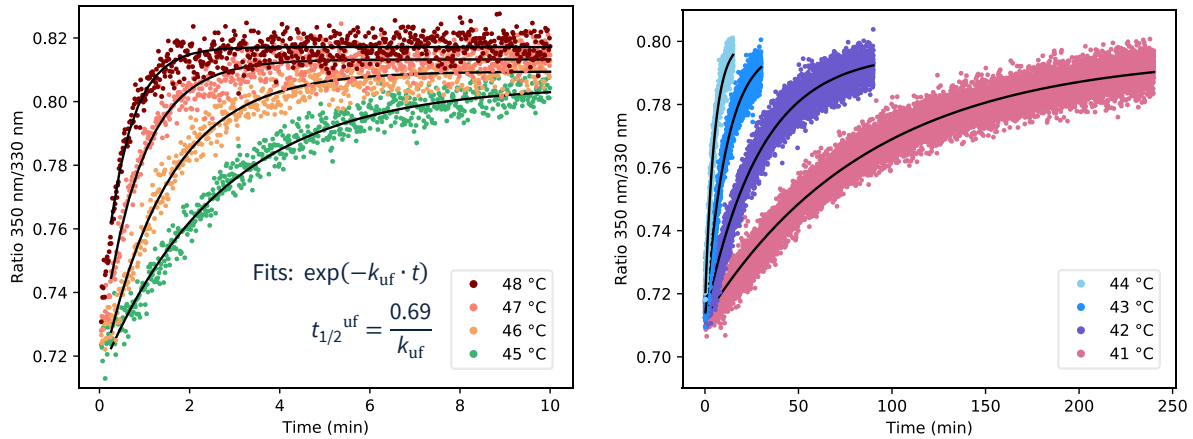 Ratio 350 nm/330 nm
0.82
0.80
0.78
0.76
0.74
0.72
Fits: exp(−k_uf · t)
t_1/2^uf = 0.69/k_uf
48 °C
47 °C
46 °C
45 °C
0 2 4 6 8 10
Time (min)
Ratio 350 nm/330 nm
0.80
0.78
0.76
0.74
0.72
0.70
44 °C
43 °C
42 °C
41 °C
0 50 100 150 200 250
Time (min)